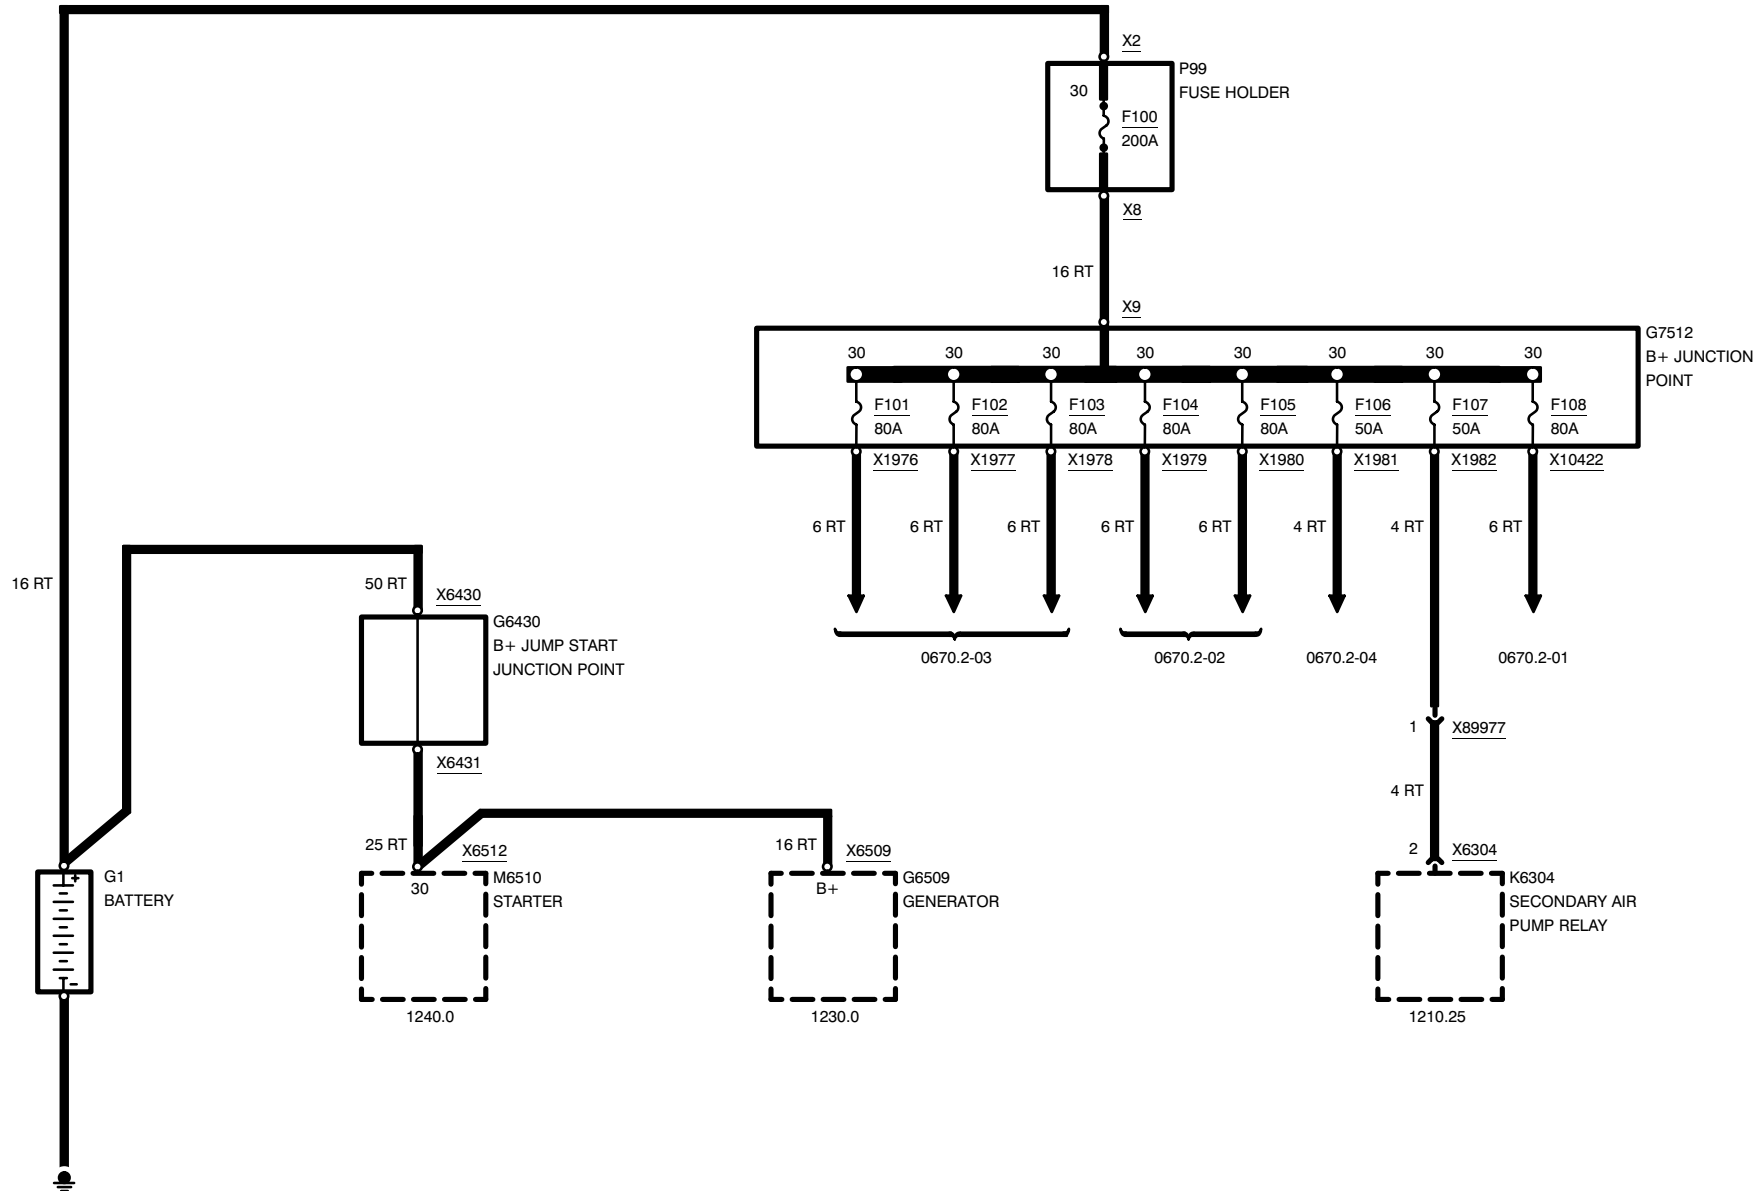 X2
P99
FUSE HOLDER
30
F100
200A
X8
16 RT
X9
G7512
B+ JUNCTION
POINT
30 30 30 30 30 30 30 30
F101 F102 F103 F104 F105 F106 F107 F108
80A 80A 80A 80A 80A 50A 50A 80A
X1976 X1977 X1978 X1979 X1980 X1981 X1982 X10422
6 RT 6 RT 6 RT 6 RT 6 RT 4 RT 4 RT 6 RT
0670.2-03 0670.2-02 0670.2-04 0670.2-01
16 RT
50 RT
X6430
G6430
B+ JUMP START
JUNCTION POINT
X6431
1 X89977
4 RT
25 RT
X6512
16 RT
X6509
2 X6304
+
G1
BATTERY
-
30
M6510
STARTER
1240.0
B+
G6509
GENERATOR
1230.0
K6304
SECONDARY AIR
PUMP RELAY
1210.25